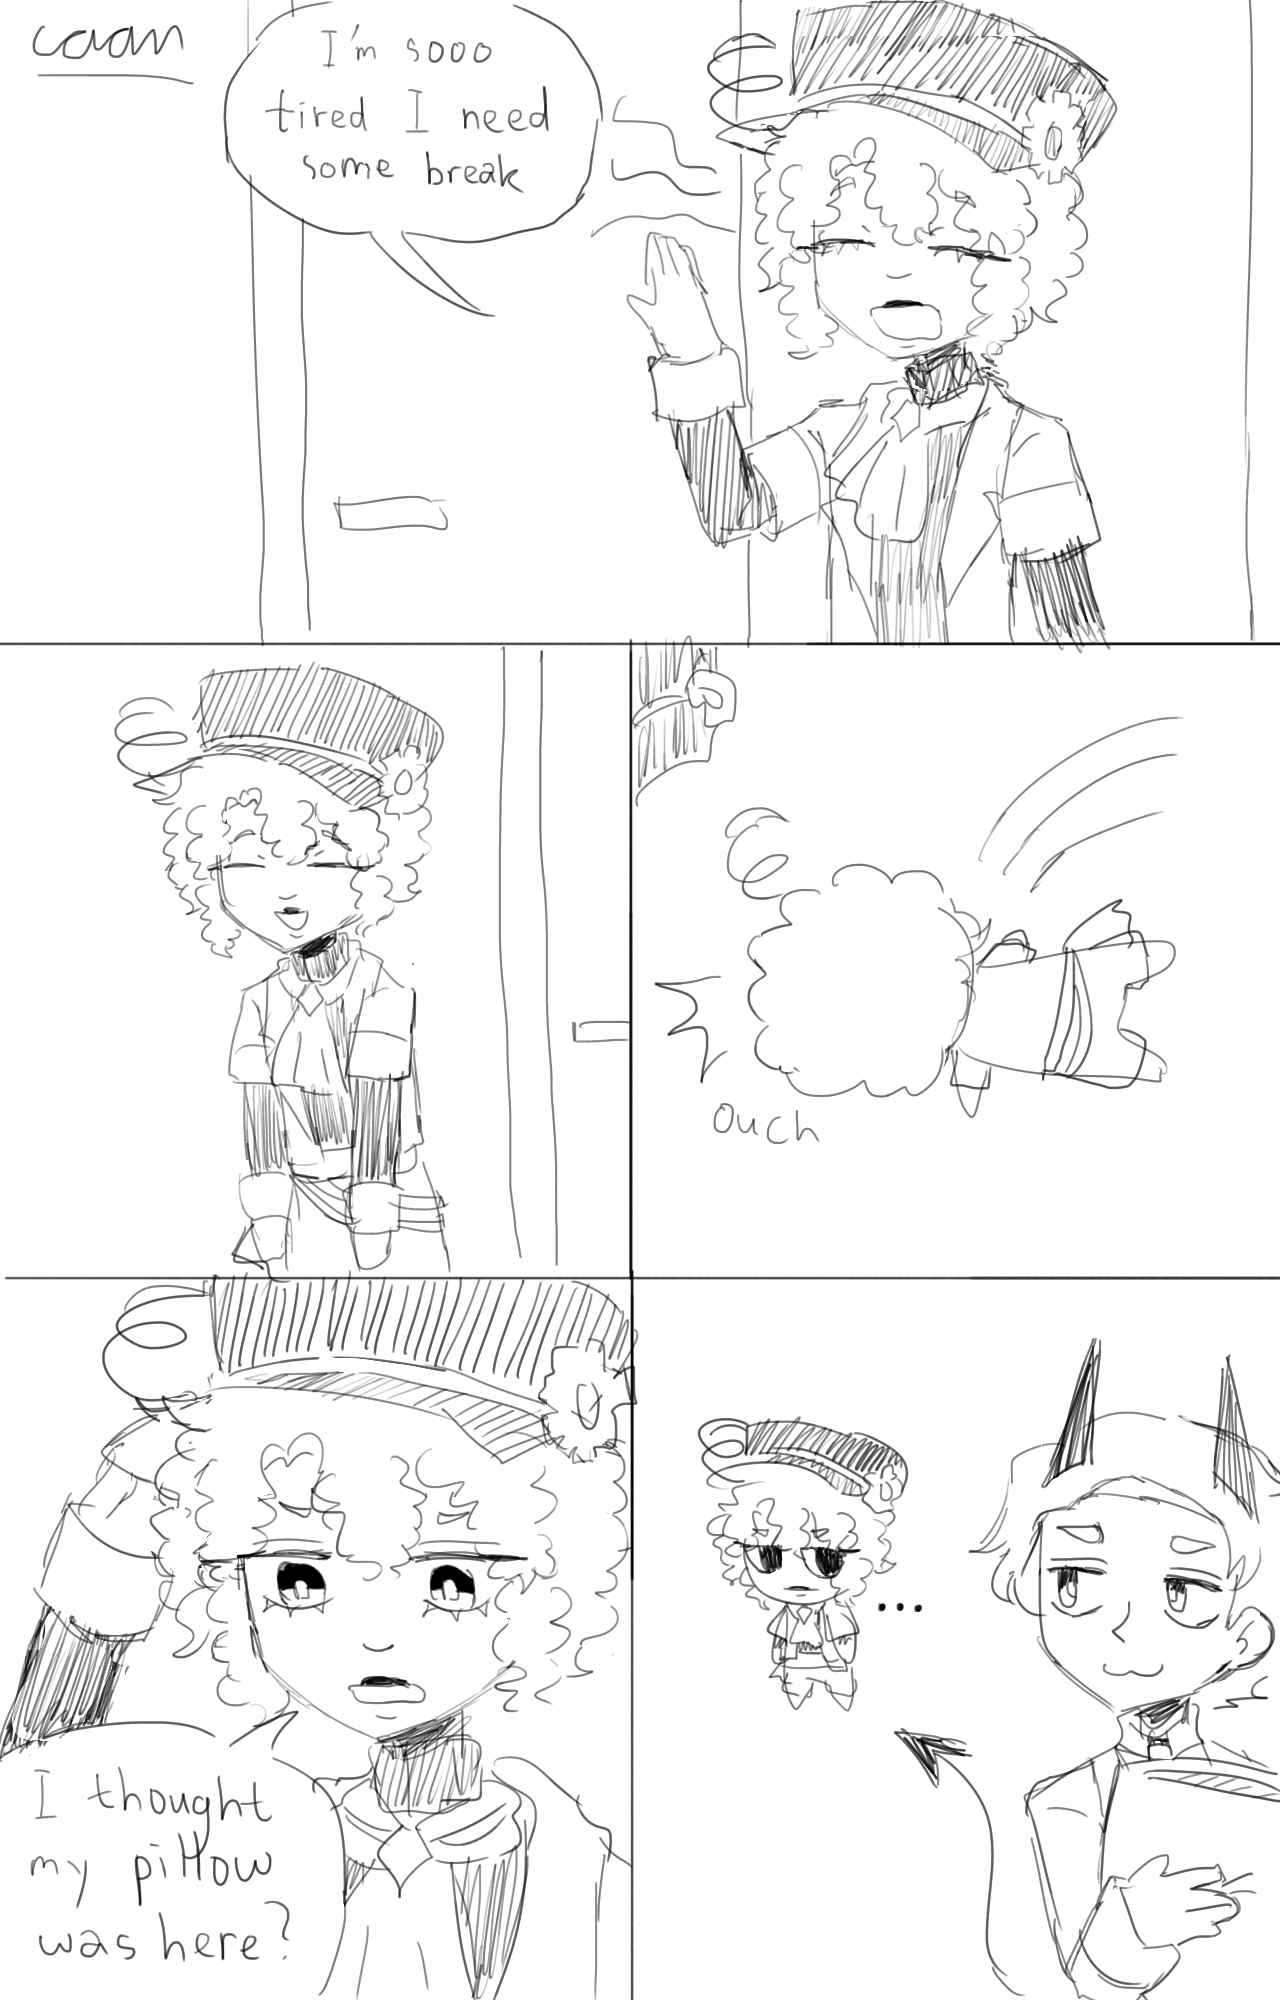 caan
I'm sooo
tired I need
some break
Ouch
I thought
my pillow
was here?
...